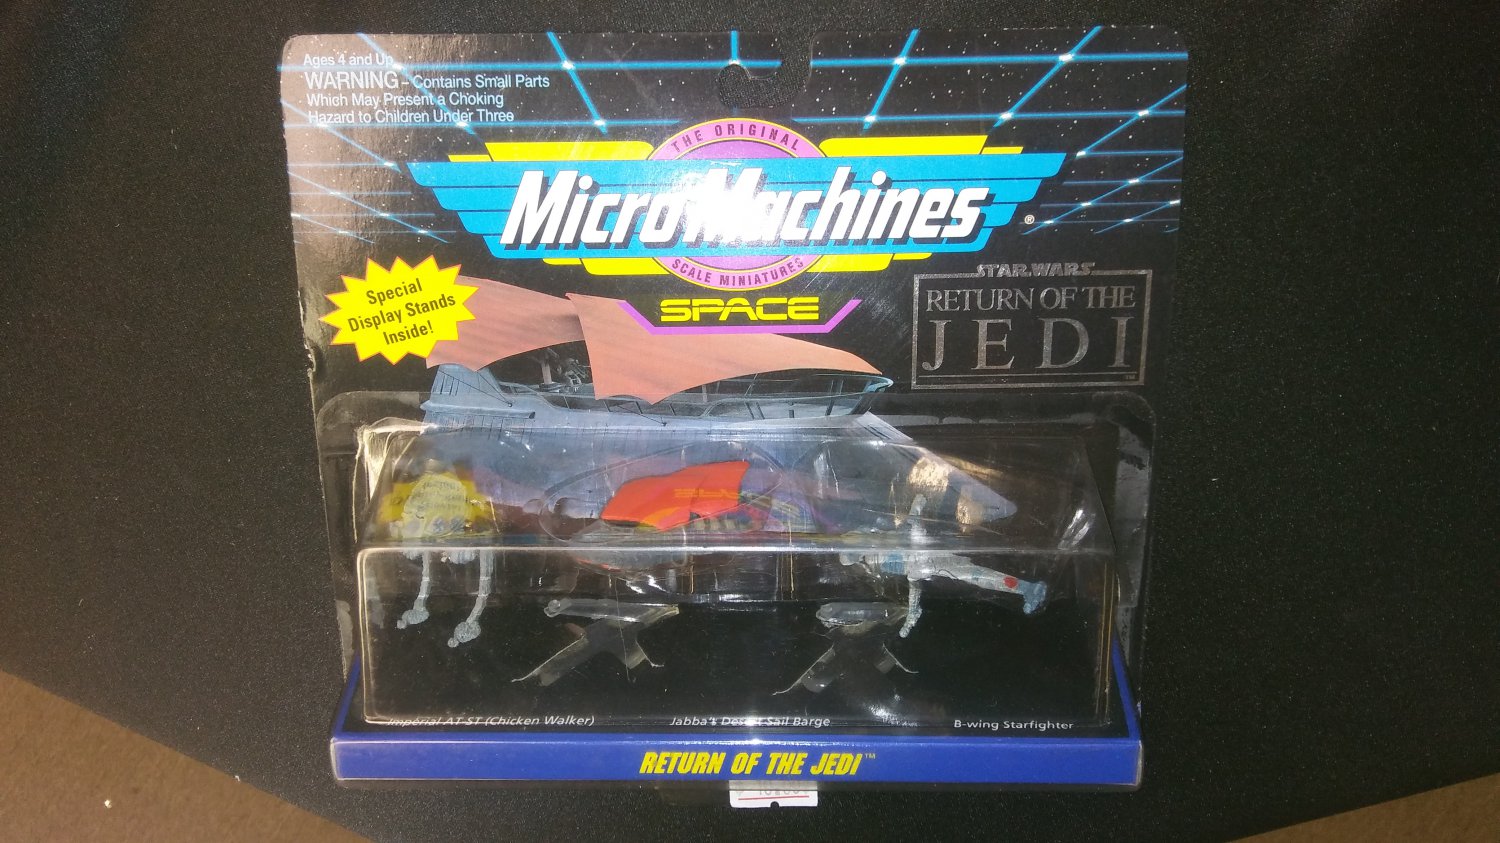 Ages 4 and Up
WARNING – Contains Small Parts
Which May Present a Choking
Hazard to Children Under Three
THE ORIGINAL
MicroMachines ®
SCALE MINIATURES
SPACE
Special
Display Stands
Inside!
STAR WARS
RETURN OF THE
JEDI ™
Imperial AT-ST (Chicken Walker)
Jabba's Desert Sail Barge
B-wing Starfighter
RETURN OF THE JEDI™